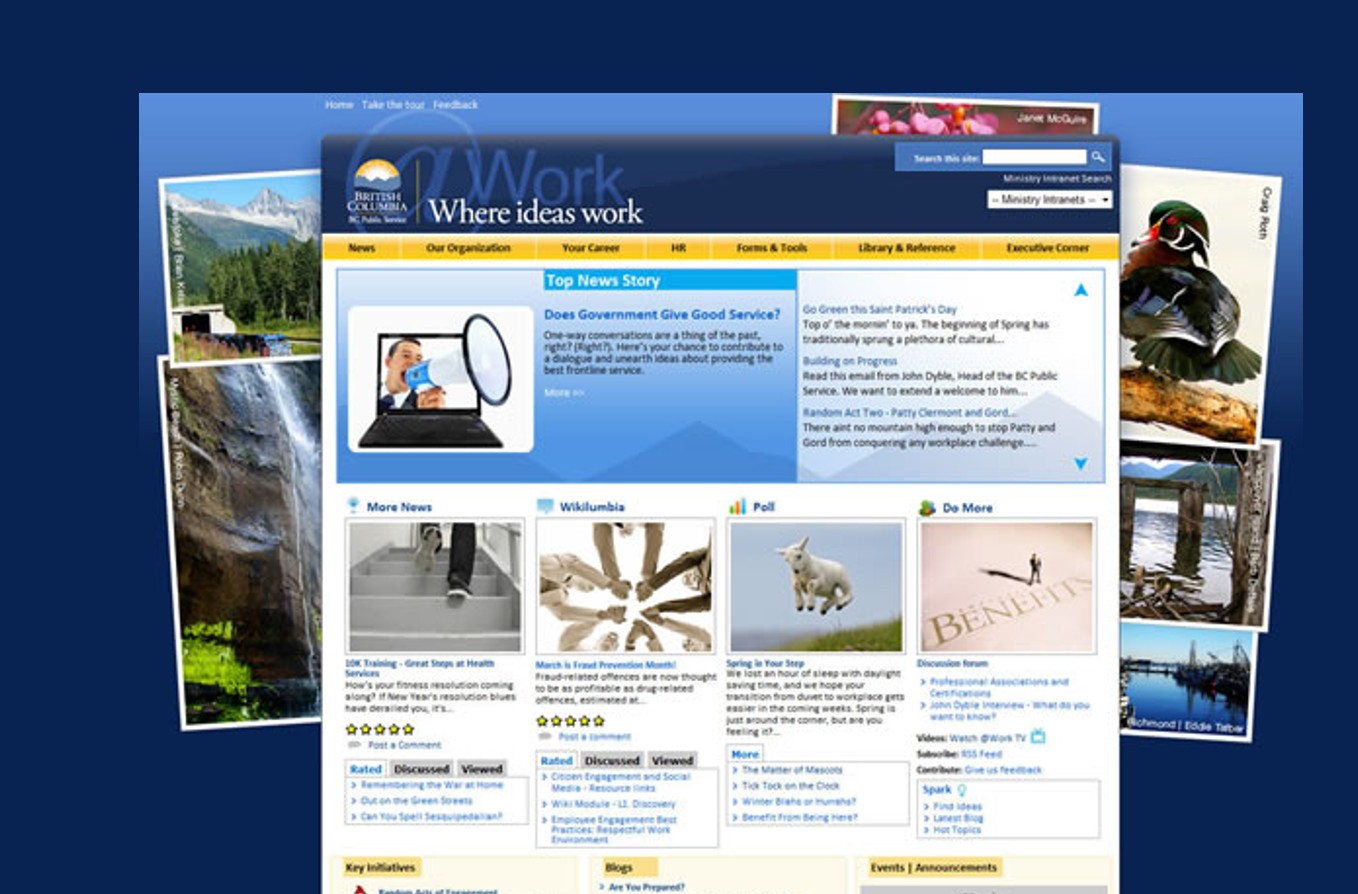 Home Take the tour Feedback
Janet McGuire
Search this site:
Ministry Intranet Search
-- Ministry Intranets --
@Work
BRITISH
COLUMBIA
BC Public Service
Where ideas work
Craig Roth
News Our Organization Your Career HR Forms & Tools Library & Reference Executive Corner
Top News Story
Does Government Give Good Service?
One-way conversations are a thing of the past,
right? (Right?). Here's your chance to contribute to
a dialogue and unearth ideas about providing the
best frontline service.
More >>
Go Green this Saint Patrick's Day
Top o' the mornin' to ya. The beginning of Spring has
traditionally sprung a plethora of cultural...
Building on Progress
Read this email from John Dyble, Head of the BC Public
Service. We want to extend a welcome to him...
Random Act Two - Patty Clermont and Gord...
There aint no mountain high enough to stop Patty and
Gord from conquering any workplace challenge.....
More News
10K Training - Great Steps at Health
Services
How's your fitness resolution coming
along? If New Year's resolution blues
have derailed you, it's...
Post a Comment
Rated Discussed Viewed
Remembering the War at Home
Out on the Green Streets
Can You Spell Sesquipedalian?
Wikilumbia
March is Fraud Prevention Month!
Fraud-related offences are now thought
to be as profitable as drug-related
offences, estimated at...
Post a comment
Rated Discussed Viewed
Citizen Engagement and Social
Media - Resource links
Wiki Module - L1. Discovery
Employee Engagement Best
Practices: Respectful Work
Environment
Poll
Spring in Your Step
We lost an hour of sleep with daylight
saving time, and we hope your
transition from duvet to workplace gets
easier in the coming weeks. Spring is
just around the corner, but are you
feeling it?...
More
The Matter of Mascots
Tick Tock on the Clock
Winter Blahs or Hurrahs?
Benefit From Being Here?
Do More
BENEFITS
Discussion forum
Professional Associations and
Certifications
John Dyble Interview - What do you
want to know?
Videos: Watch @Work TV
Subscribe: RSS Feed
Contribute: Give us feedback
Spark
Find Ideas
Latest Blog
Hot Topics
Richmond | Eddie Tatber
Key Initiatives
Random Acts of Engagement
Blogs
Are You Prepared?
Events | Announcements